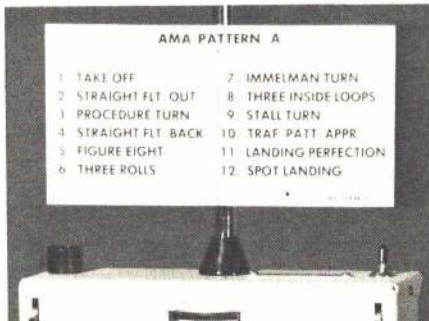 AMA PATTERN A
1 TAKE OFF
2 STRAIGHT FLT. OUT
3 PROCEDURE TURN
4 STRAIGHT FLT. BACK
5 FIGURE EIGHT
6 THREE ROLLS
7 IMMELMAN TURN
8 THREE INSIDE LOOPS
9 STALL TURN
10 TRAF. PATT. APPR.
11 LANDING PERFECTION
12. SPOT LANDING